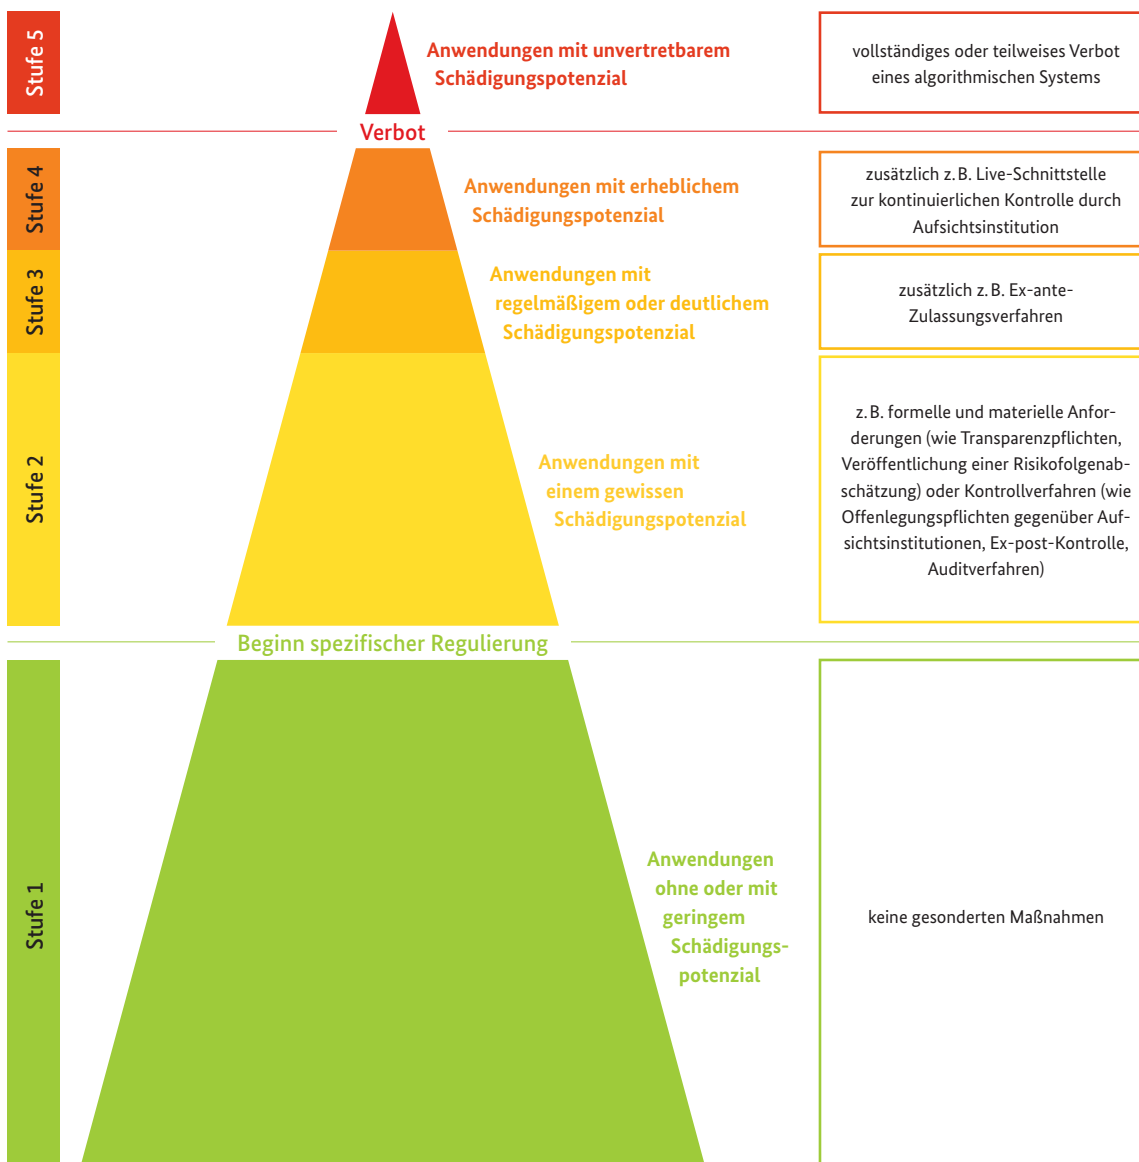 Stufe 5
Anwendungen mit unvertretbarem
Schädigungspotenzial
vollständiges oder teilweises Verbot
eines algorithmischen Systems
Verbot
Stufe 4
Anwendungen mit erheblichem
Schädigungspotenzial
zusätzlich z. B. Live-Schnittstelle
zur kontinuierlichen Kontrolle durch
Aufsichtsinstitution
Stufe 3
Anwendungen mit
regelmäßigem oder deutlichem
Schädigungspotenzial
zusätzlich z. B. Ex-ante-
Zulassungsverfahren
Stufe 2
Anwendungen mit
einem gewissen
Schädigungspotenzial
z. B. formelle und materielle Anfor-
derungen (wie Transparenzpflichten,
Veröffentlichung einer Risikofolgenab-
schätzung) oder Kontrollverfahren (wie
Offenlegungspflichten gegenüber Auf-
sichtsinstitutionen, Ex-post-Kontrolle,
Auditverfahren)
Beginn spezifischer Regulierung
Stufe 1
Anwendungen
ohne oder mit
geringem
Schädigungs-
potenzial
keine gesonderten Maßnahmen